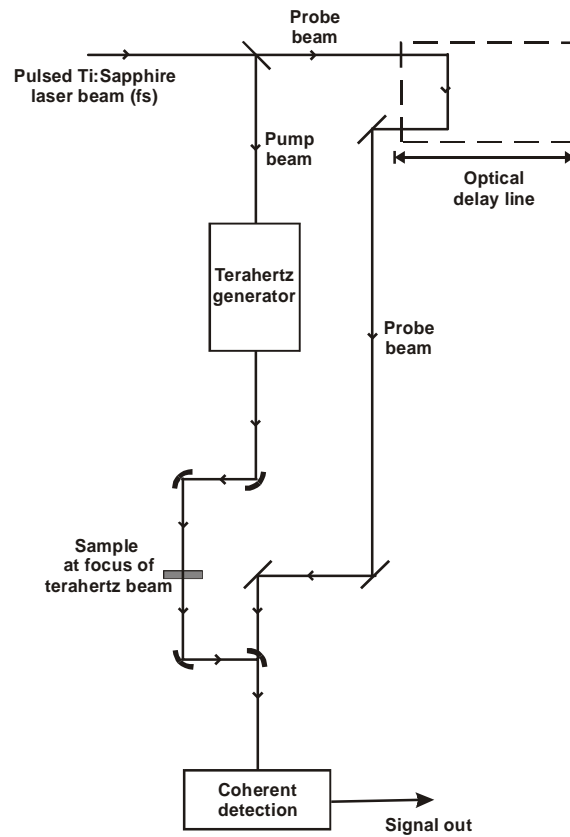 Probe
beam
Pulsed Ti:Sapphire
laser beam (fs)
Pump
beam
Optical
delay line
Terahertz
generator
Probe
beam
Sample
at focus of
terahertz beam
Coherent
detection
Signal out